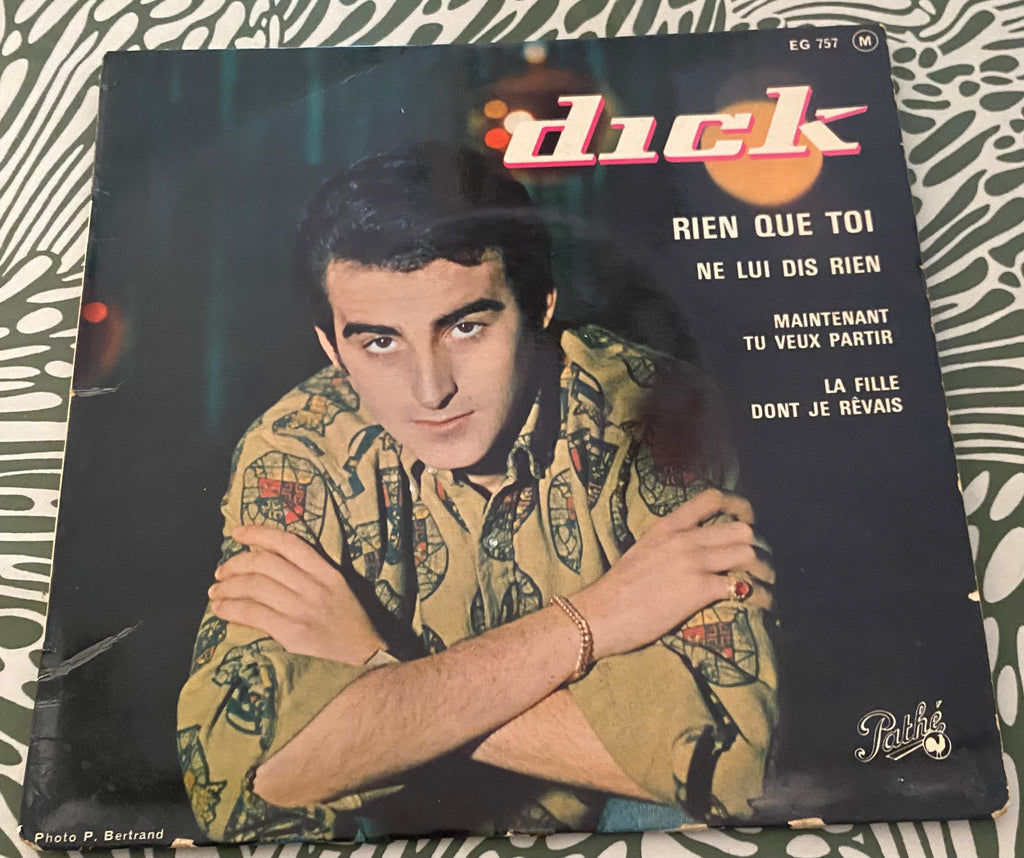 EG 757 M
dick
RIEN QUE TOI
NE LUI DIS RIEN
MAINTENANT
TU VEUX PARTIR
LA FILLE
DONT JE RÊVAIS
Pathé
Photo P. Bertrand